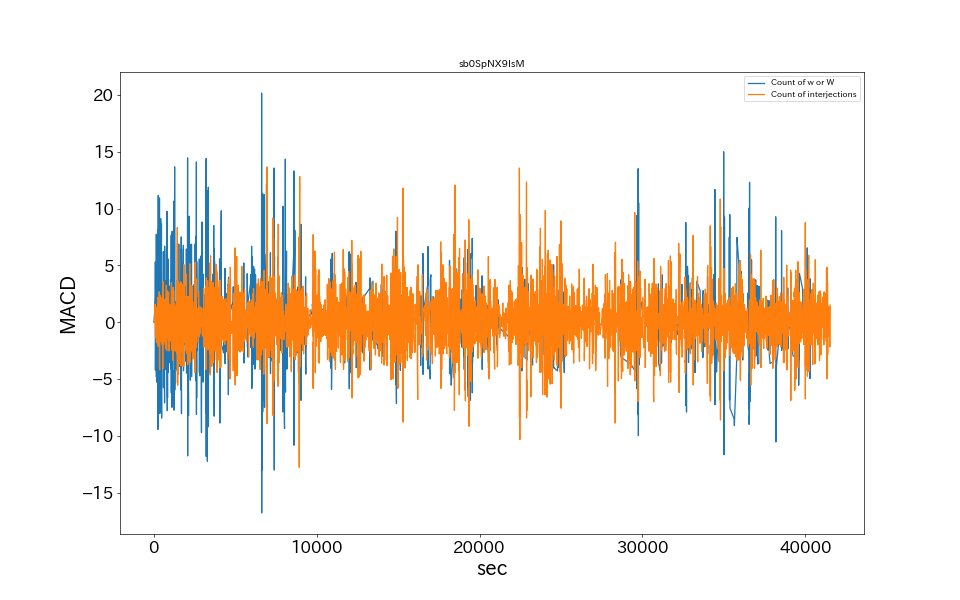 sb0SpNX9IsM
Count of w or W
Count of interjections
MACD
20
15
10
5
0
−5
−10
−15
0 10000 20000 30000 40000
sec